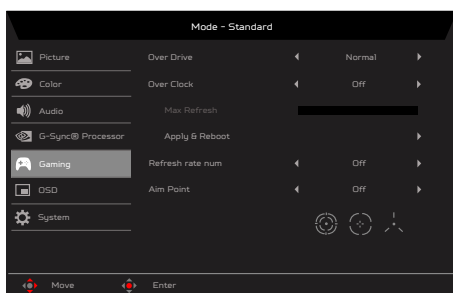 Mode - Standard
Picture
Over Drive
Normal
Color
Over Clock
Off
Audio
Max Refresh
G-Sync® Processor
Apply & Reboot
Gaming
Refresh rate num
Off
OSD
Aim Point
Off
System
Move
Enter